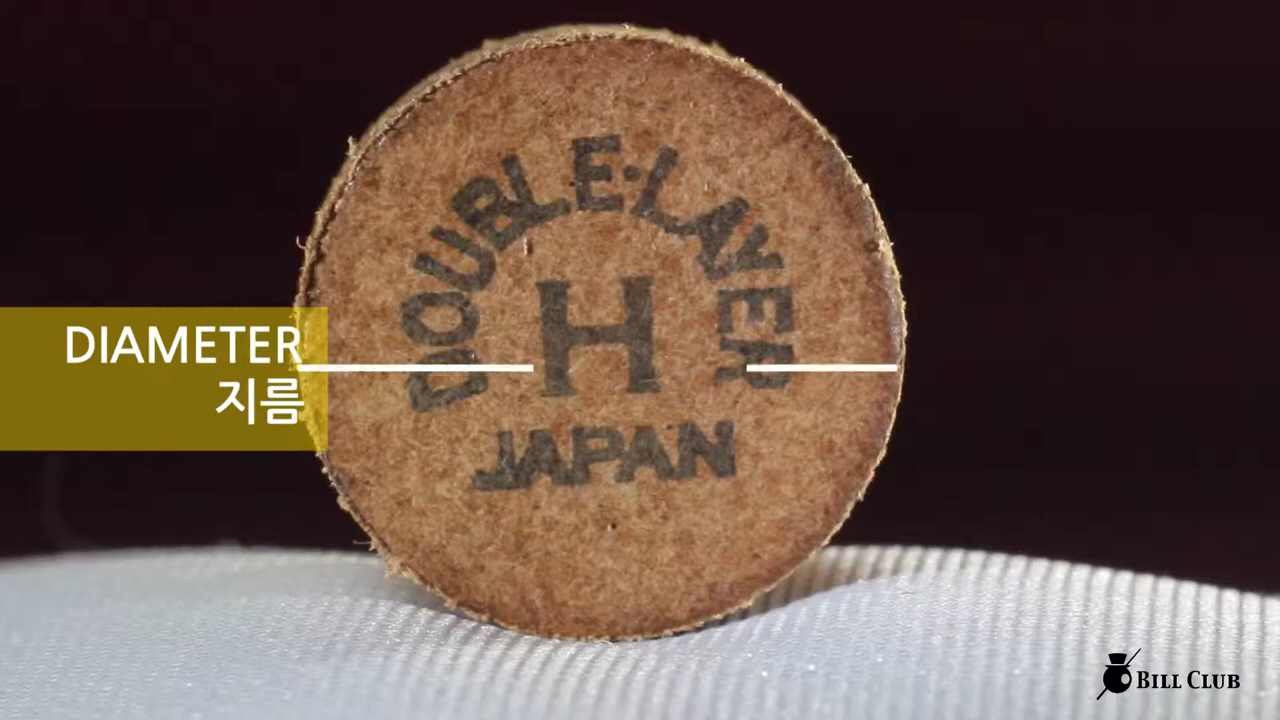 DOUBLE·LAYER
H
JAPAN
DIAMETER
지름
BILL CLUB